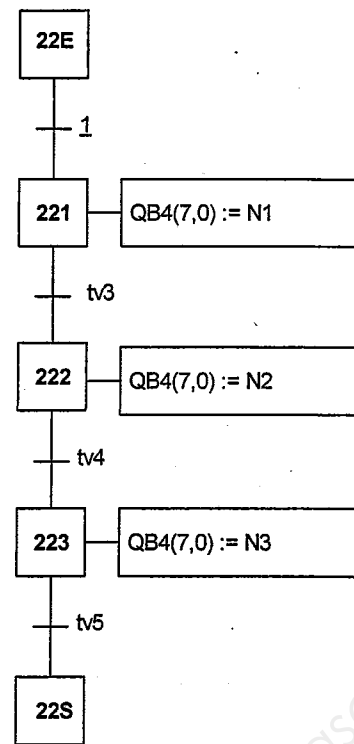 22E
1
221
QB4(7,0) := N1
tv3
222
QB4(7,0) := N2
tv4
223
QB4(7,0) := N3
tv5
22S